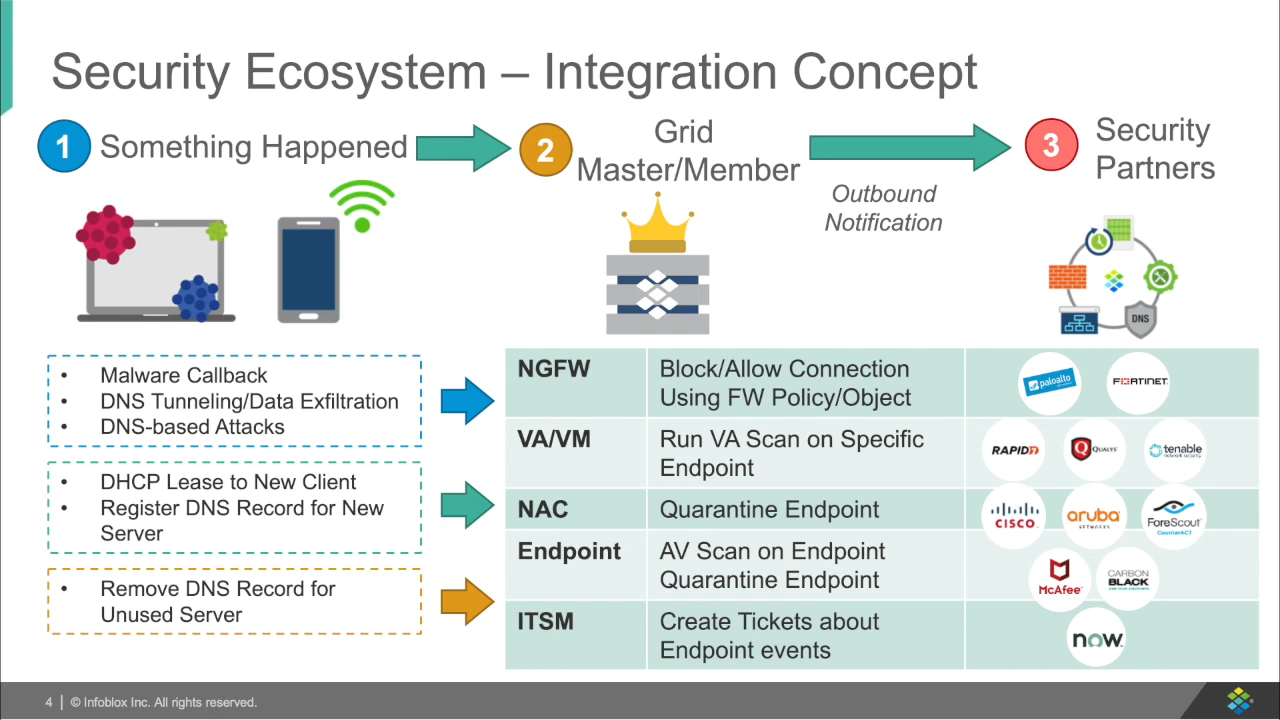 Security Ecosystem – Integration Concept
1 Something Happened
2 Grid
Master/Member
Outbound
Notification
3 Security
Partners
DNS
• Malware Callback
• DNS Tunneling/Data Exfiltration
• DNS-based Attacks
• DHCP Lease to New Client
• Register DNS Record for New
Server
• Remove DNS Record for
Unused Server
NGFW
Block/Allow Connection
Using FW Policy/Object
paloalto
FORTINET
VA/VM
Run VA Scan on Specific
Endpoint
RAPID7
QUALYS
tenable
network security
NAC
Quarantine Endpoint
CISCO
aruba
NETWORKS
ForeScout
CounterACT
Endpoint
AV Scan on Endpoint
Quarantine Endpoint
McAfee
CARBON
BLACK
ITSM
Create Tickets about
Endpoint events
now
4 | © Infoblox Inc. All rights reserved.